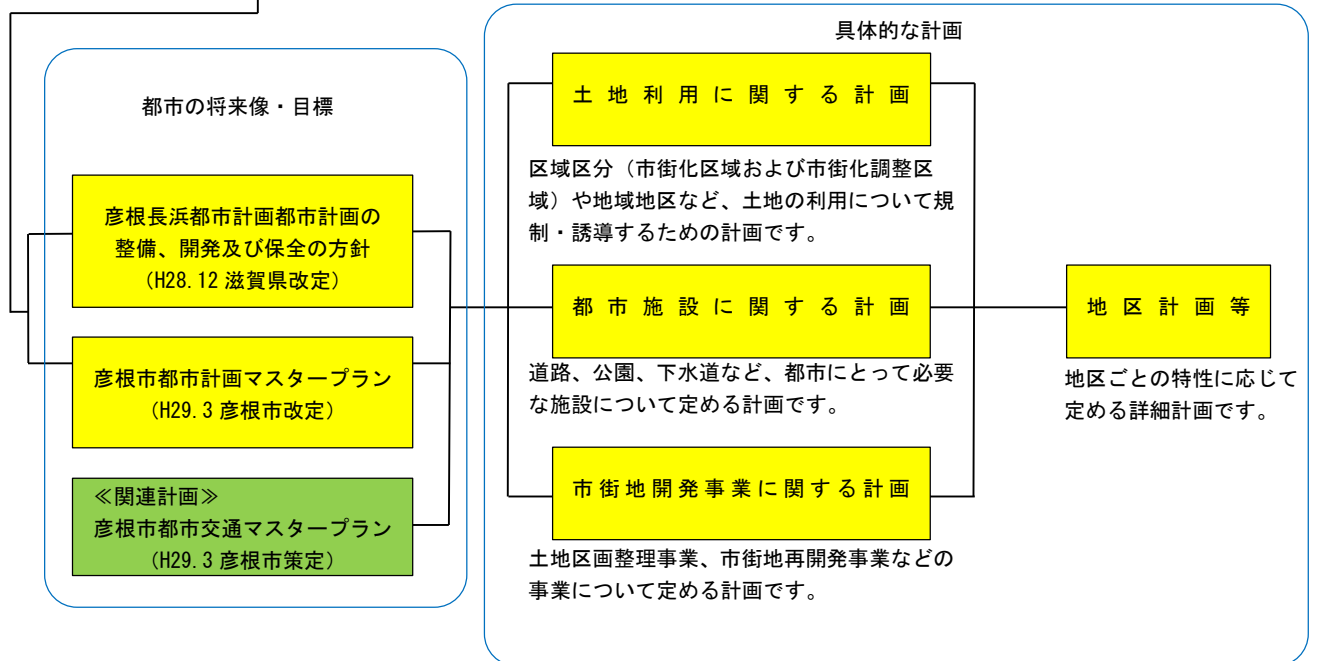 都市の将来像・目標
彦根長浜都市計画都市計画の
整備、開発及び保全の方針
(H28.12 滋賀県改定)
彦根市都市計画マスタープラン
(H29.3 彦根市改定)
≪関連計画≫
彦根市都市交通マスタープラン
(H29.3 彦根市策定)
具体的な計画
土地利用に関する計画
区域区分（市街化区域および市街化調整区
域）や地域地区など、土地の利用について規
制・誘導するための計画です。
都市施設に関する計画
道路、公園、下水道など、都市にとって必要
な施設について定める計画です。
市街地開発事業に関する計画
土地区画整理事業、市街地再開発事業などの
事業について定める計画です。
地区計画等
地区ごとの特性に応じて
定める詳細計画です。